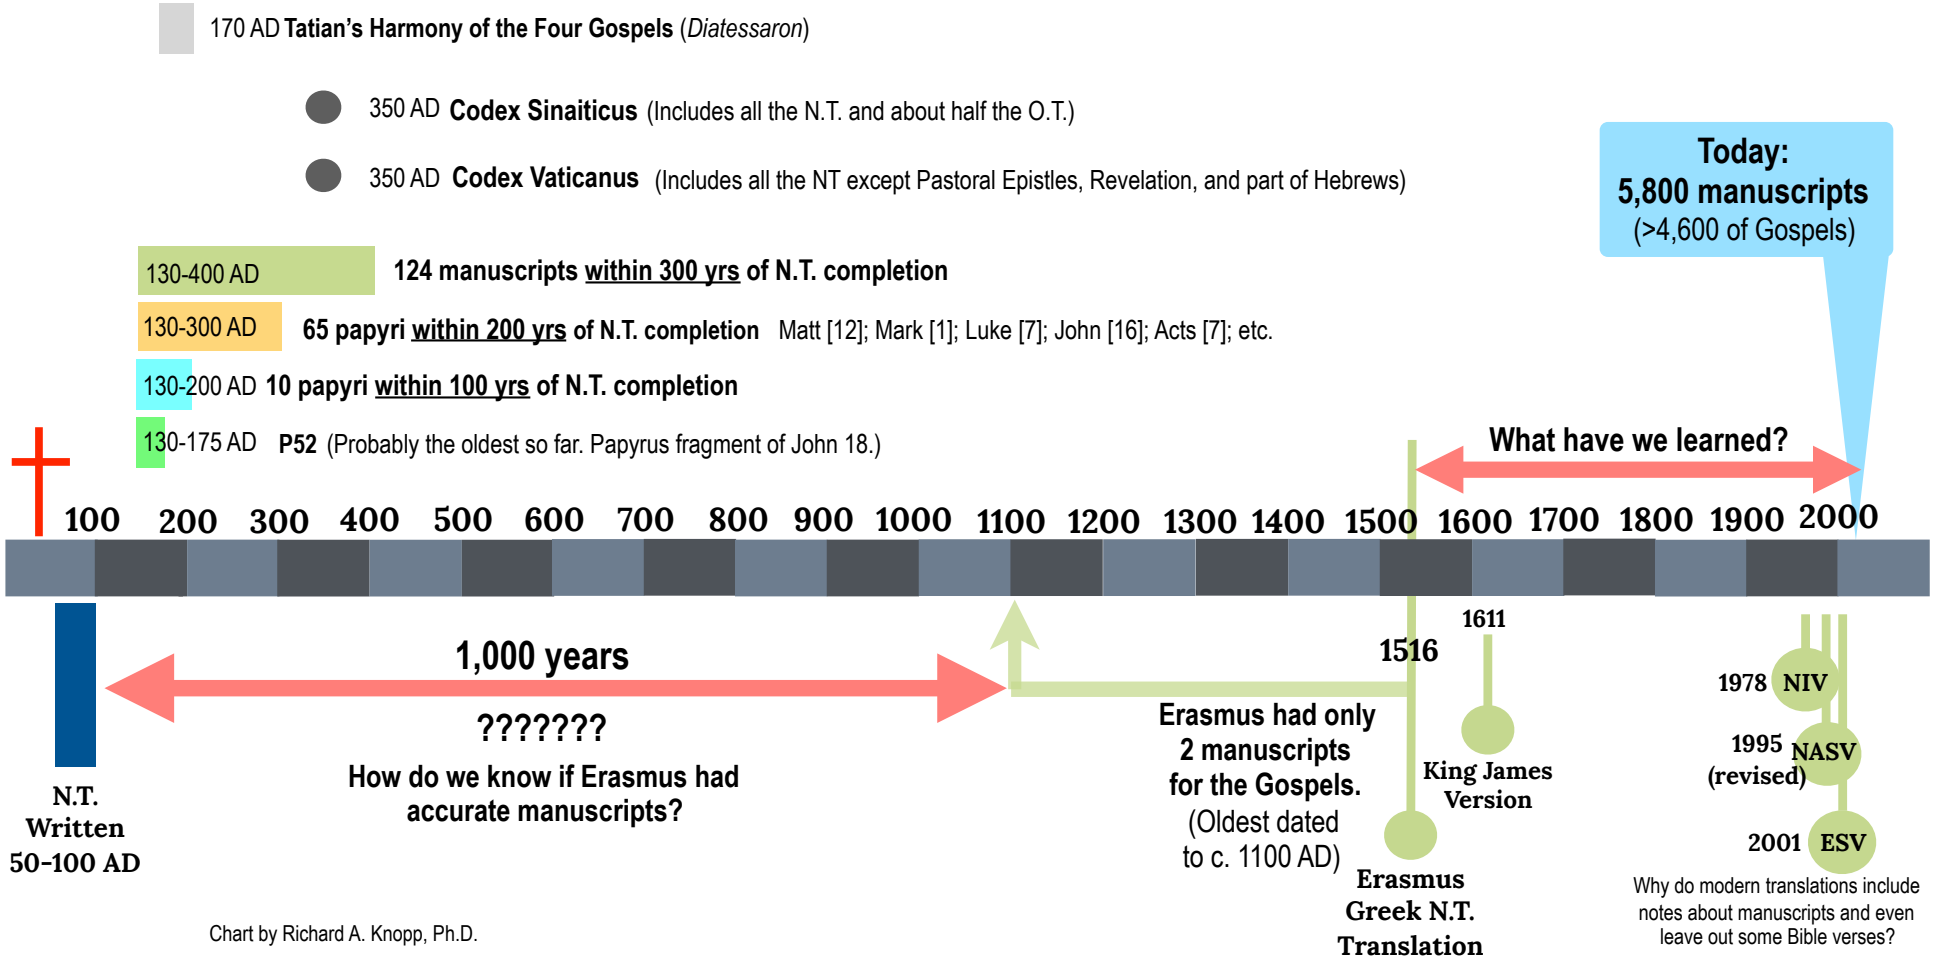 170 AD Tatian's Harmony of the Four Gospels (Diatessaron)
350 AD Codex Sinaiticus (Includes all the N.T. and about half the O.T.)
350 AD Codex Vaticanus (Includes all the NT except Pastoral Epistles, Revelation, and part of Hebrews)
Today:
5,800 manuscripts
(>4,600 of Gospels)
130-400 AD 124 manuscripts within 300 yrs of N.T. completion
130-300 AD 65 papyri within 200 yrs of N.T. completion Matt [12]; Mark [1]; Luke [7]; John [16]; Acts [7]; etc.
130-200 AD 10 papyri within 100 yrs of N.T. completion
130-175 AD P52 (Probably the oldest so far. Papyrus fragment of John 18.)
What have we learned?
100 200 300 400 500 600 700 800 900 1000 1100 1200 1300 1400 1500 1600 1700 1800 1900 2000
N.T.
Written
50-100 AD
1,000 years
???????
How do we know if Erasmus had
accurate manuscripts?
Erasmus had only
2 manuscripts
for the Gospels.
(Oldest dated
to c. 1100 AD)
1516
Erasmus
Greek N.T.
Translation
1611
King James
Version
1978 NIV
1995 NASV
(revised)
2001 ESV
Why do modern translations include
notes about manuscripts and even
leave out some Bible verses?
Chart by Richard A. Knopp, Ph.D.